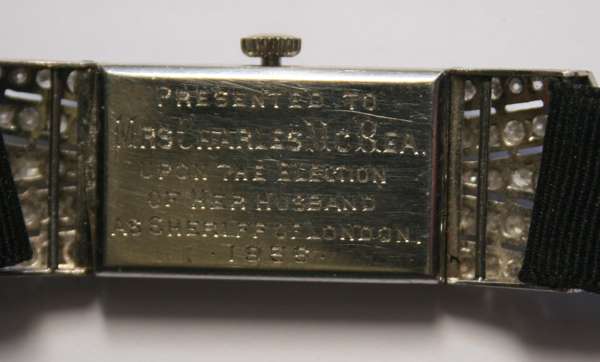 PRESENTED TO
MRS CHARLES MCREA.
UPON THE ELECTION
OF HER HUSBAND
AS SHERIFF OF LONDON.